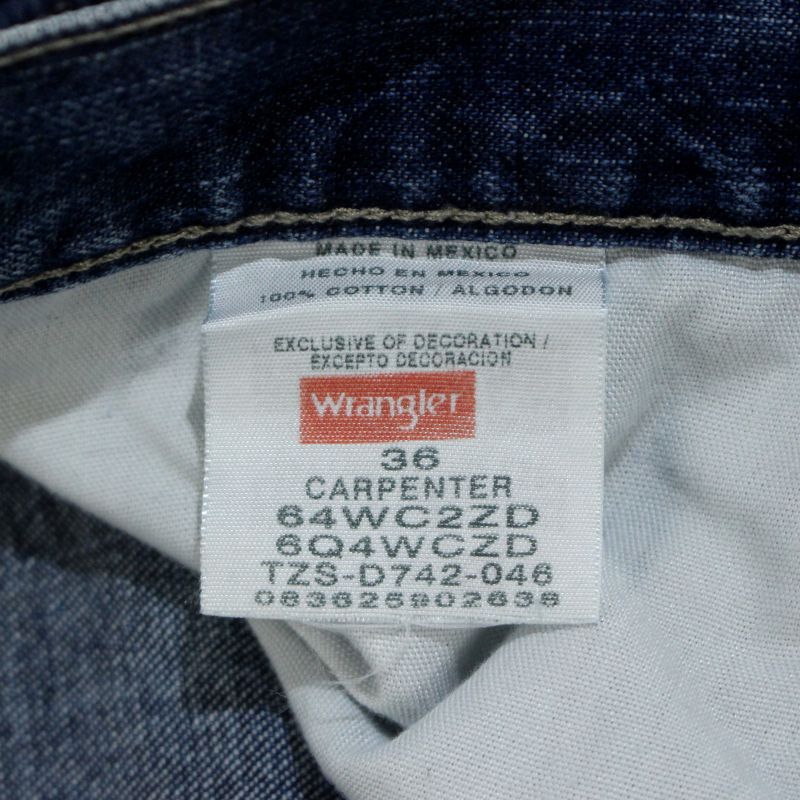 MADE IN MEXICO
HECHO EN MEXICO
100% COTTON / ALGODON
EXCLUSIVE OF DECORATION /
EXCEPTO DECORACION
Wrangler
36
CARPENTER
64WC2ZD
6Q4WCZD
TZS-D742-046
083625902636